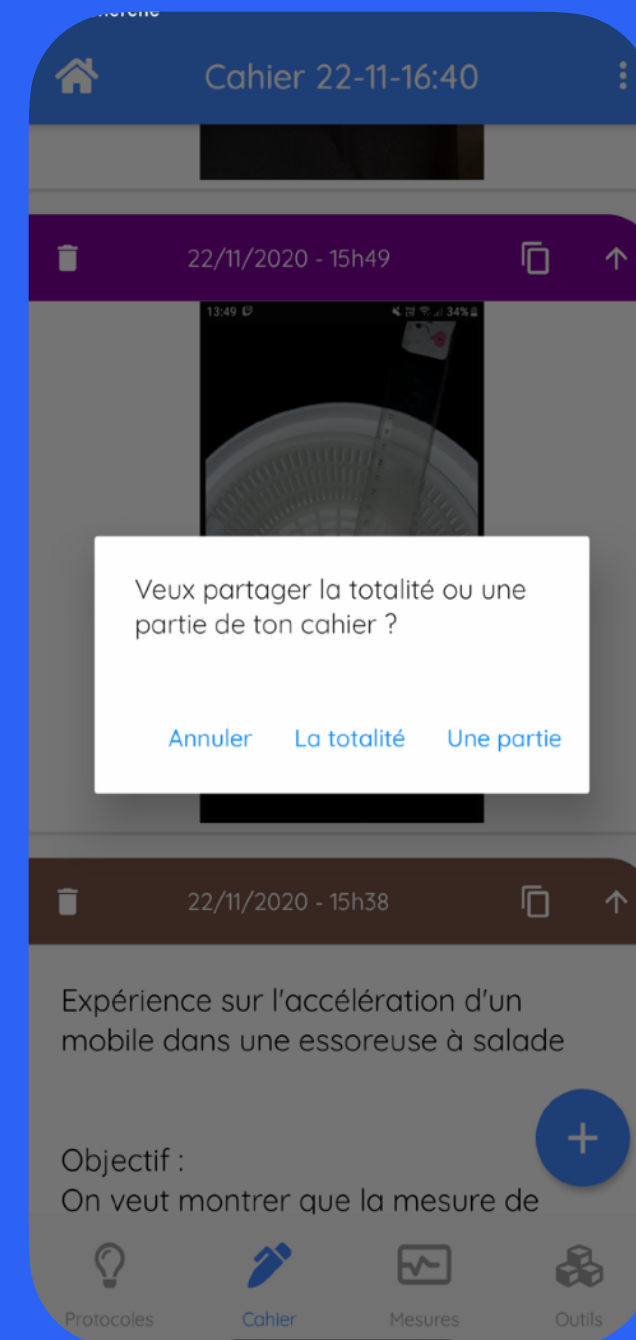 Cahier 22-11-16:40
22/11/2020 - 15h49
13:49
34%
Veux partager la totalité ou une
partie de ton cahier ?
Annuler La totalité Une partie
22/11/2020 - 15h38
Expérience sur l'accélération d'un
mobile dans une essoreuse à salade
Objectif :
On veut montrer que la mesure de
Protocoles Cahier Mesures Outils